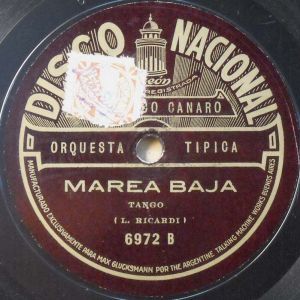 DISCO NACIONAL
Odeón
REGISTRADA
CANARO
ORQUESTA TIPICA
MAREA BAJA
TANGO
( L. RICARDI )
6972 B
MANUFACTURADO EXCLUSIVAMENTE PARA MAX GLUCKSMANN POR THE ARGENTINE TALKING MACHINE WORKS BUENOS AIRES